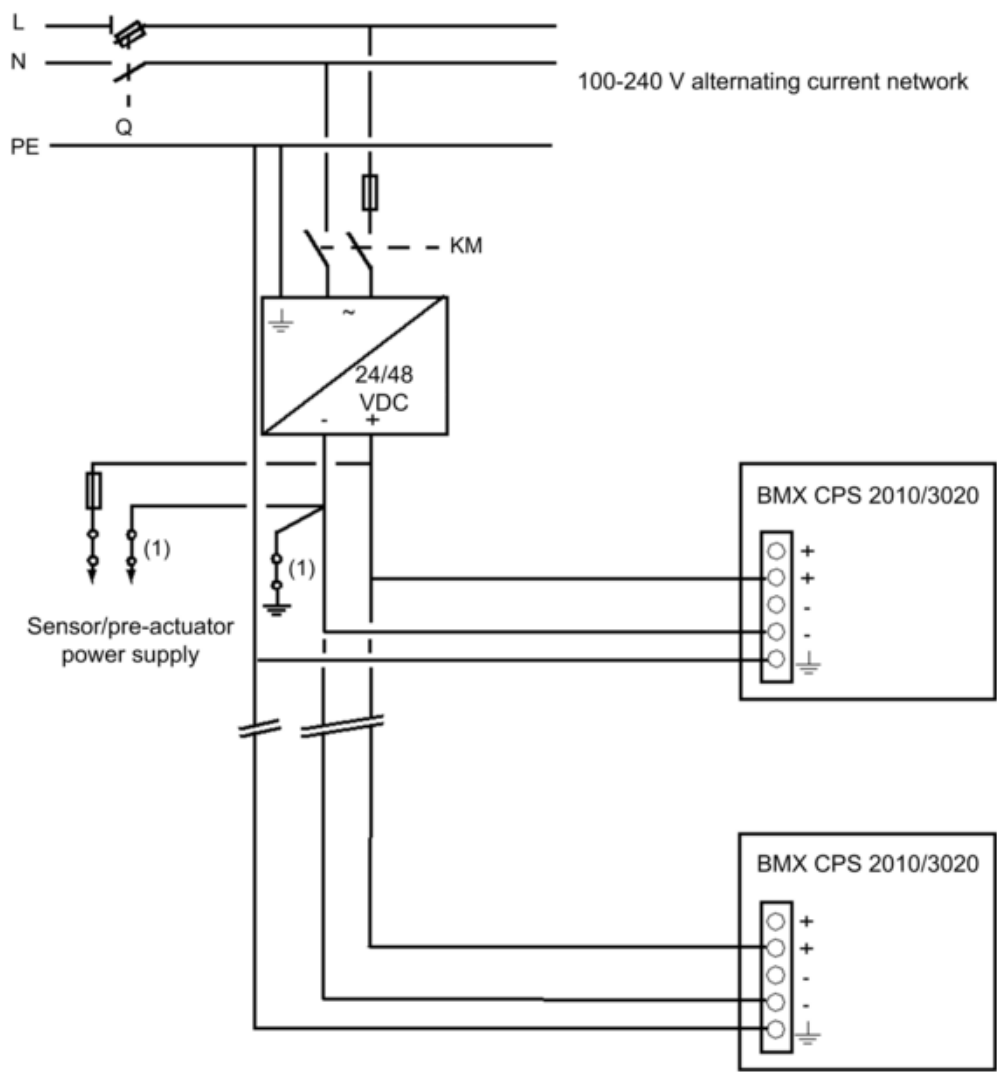 L
N
100-240 V alternating current network
Q
PE
KM
~
24/48
VDC
- +
BMX CPS 2010/3020
+
+
-
-
(1)
(1)
Sensor/pre-actuator
power supply
BMX CPS 2010/3020
+
+
-
-